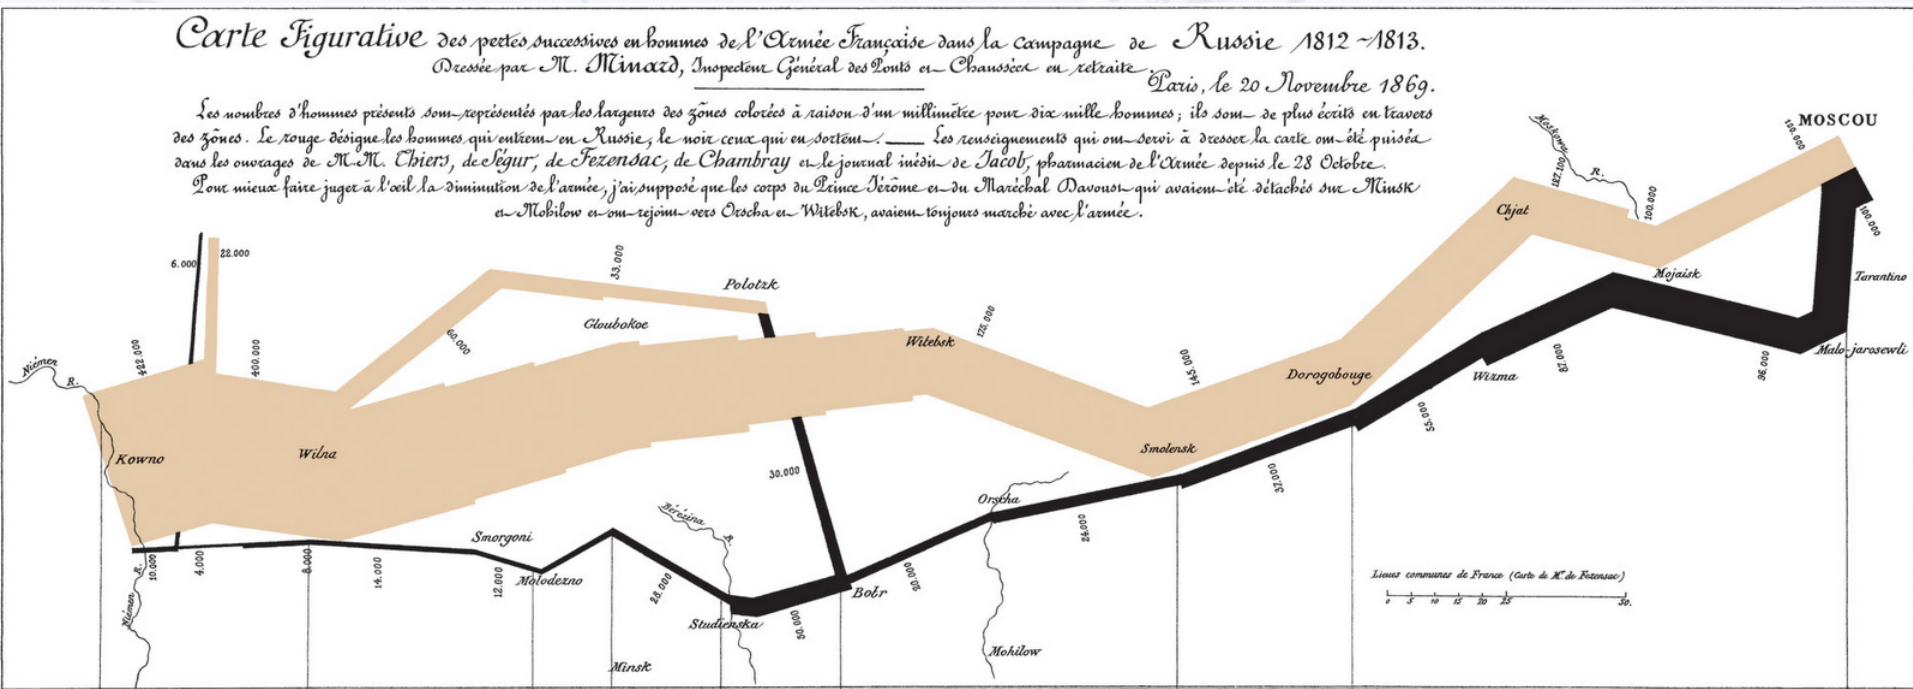 Carte Figurative des pertes successives en hommes de l'Armée Française dans la campagne de Russie 1812~1813.
Dressée par M. Minard, Inspecteur Général des Ponts et Chaussées en retraite.
Paris, le 20 Novembre 1869.
Les nombres d'hommes présents sont représentés par les largeurs des zônes colorées à raison d'un millimètre pour dix mille hommes; ils sont de plus écrits en travers
des zônes. Le rouge désigne les hommes qui entrent en Russie, le noir ceux qui en sortent. ___ Les renseignements qui ont servi à dresser la carte ont été puisés
dans les ouvrages de M.M. Thiers, de Ségur, de Fezensac, de Chambray et le journal inédit de Jacob, pharmacien de l'Armée depuis le 28 Octobre.
Pour mieux faire juger à l'œil la diminution de l'armée, j'ai supposé que les corps du Prince Jérôme et du Maréchal Davoust qui avaient été détachés sur Minsk
et Mohilow et ont rejoint vers Orscha et Witebsk, avaient toujours marché avec l'armée.
MOSCOU
100.000
Moskowa
R.
127.100
100.000
Chjat
Mojaisk
100.000
Tarantino
Malo-jarosewli
6.000
22.000
33.000
Polotzk
Gloubokoe
60.000
175.000
Witebsk
145.000
Dorogobouge
Wizma
87.000
96.000
Niémen
R.
422.000
400.000
Kowno
Wilna
Smolensk
55.000
37.000
30.000
Orscha
24.000
Bérézina
R.
Smorgoni
Molodezno
10.000
4.000
8.000
14.000
12.000
28.000
Studienska
50.000
Bobr
20.000
Niémen
R.
Minsk
Mohilow
Lieues communes de France (Carte de M. de Fezensac)
0 5 10 15 20 25 50.